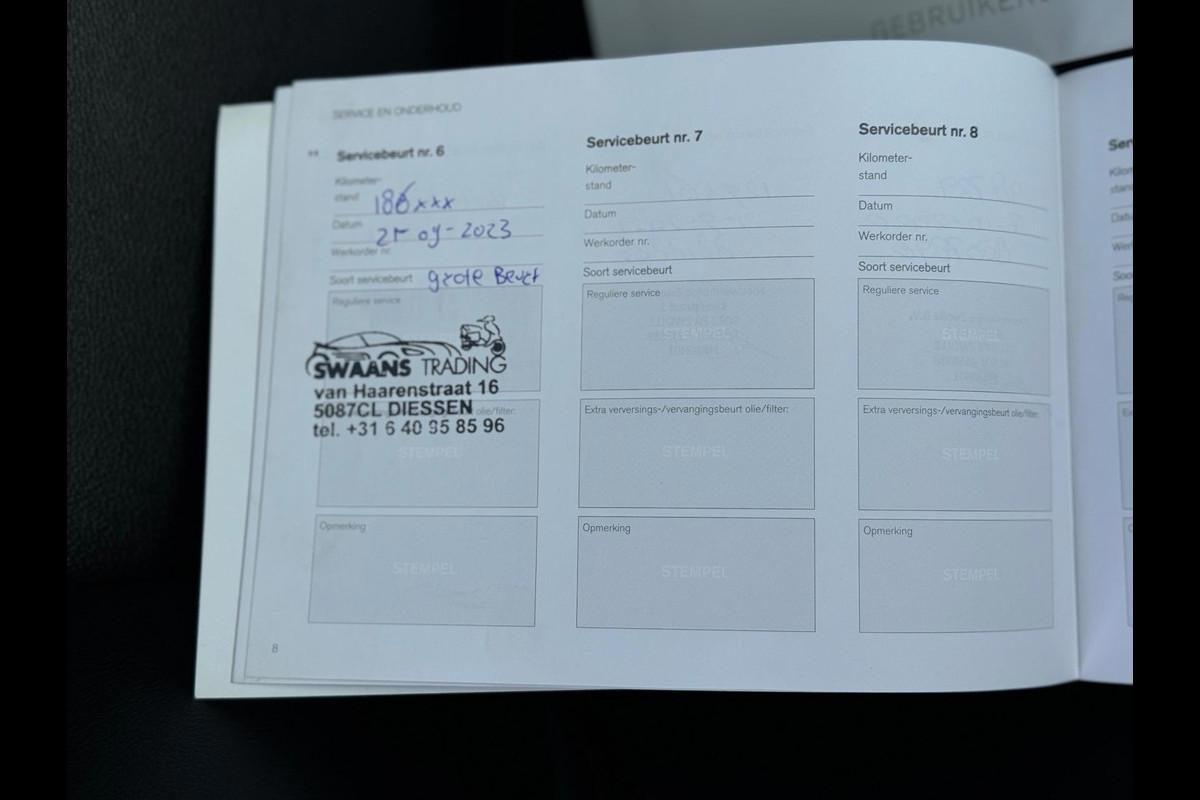 GEBRUIKERS
SERVICE EN ONDERHOUD
Servicebeurt nr. 6
Kilometer-
stand 186xxx
Datum 25 09-2023
Werkorder nr.
Soort servicebeurt grote Beurt
Reguliere service
SWAANS TRADING
van Haarenstraat 16
5087CL DIESSEN olie/filter:
tel. +31 6 40 95 85 96
STEMPEL
Opmerking
STEMPEL
8
Servicebeurt nr. 7
Kilometer-
stand
Datum
Werkorder nr.
Soort servicebeurt
Reguliere service
STEMPEL
Extra verversings-/vervangingsbeurt olie/filter:
STEMPEL
Opmerking
STEMPEL
Servicebeurt nr. 8
Kilometer-
stand
Datum
Werkorder nr.
Soort servicebeurt
Reguliere service
STEMPEL
Extra verversings-/vervangingsbeurt olie/filter:
STEMPEL
Opmerking
STEMPEL